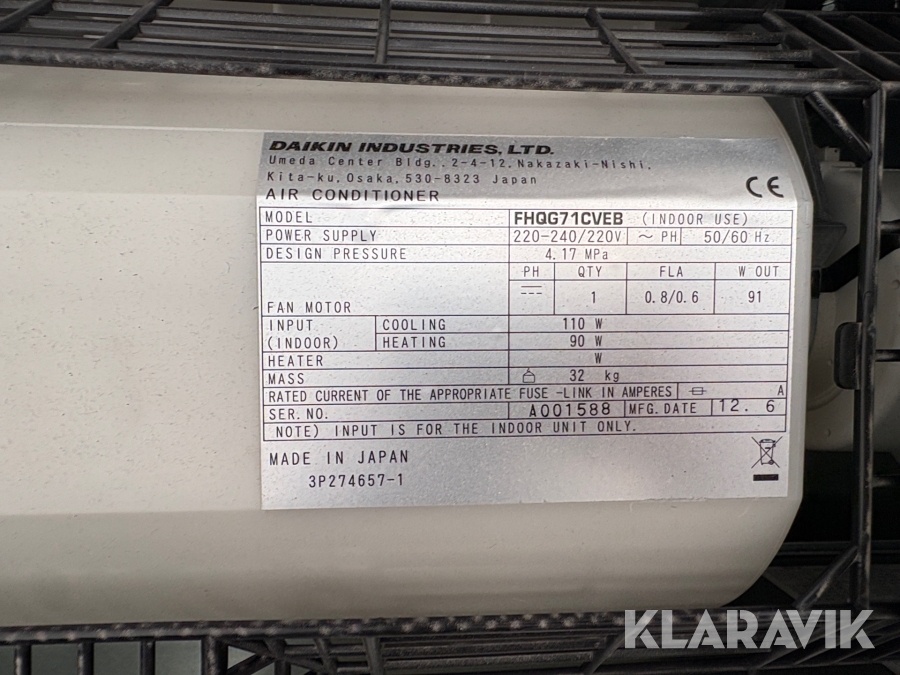 DAIKIN INDUSTRIES, LTD.
Umeda Center Bldg., 2-4-12, Nakazaki-Nishi,
Kita-ku, Osaka, 530-8323 Japan
AIR CONDITIONER
CE
MODEL FHQG71CVEB (INDOOR USE)
POWER SUPPLY 220-240/220V ~ PH 50/60 Hz
DESIGN PRESSURE 4.17 MPa
PH QTY FLA W OUT
FAN MOTOR 1 0.8/0.6 91
INPUT (INDOOR) COOLING 110 W
HEATING 90 W
HEATER W
MASS 32 kg
RATED CURRENT OF THE APPROPRIATE FUSE -LINK IN AMPERES A
SER. NO. A001588 MFG. DATE 12. 6
NOTE) INPUT IS FOR THE INDOOR UNIT ONLY.
MADE IN JAPAN
3P274657-1
KLARAVIK